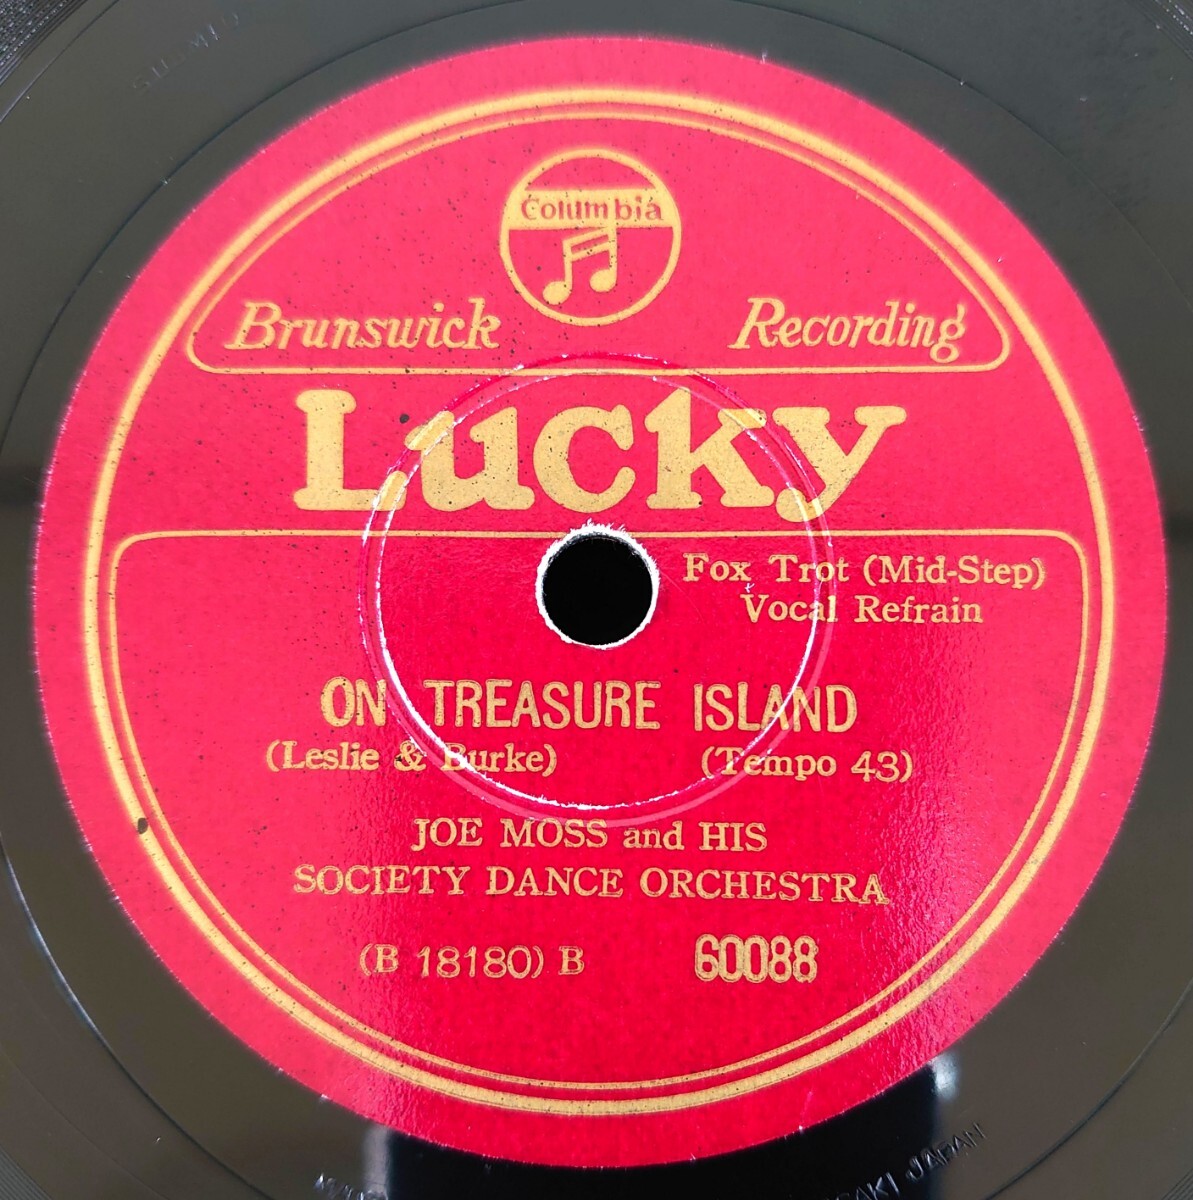 Columbia
Brunswick Recording
Lucky
Fox Trot (Mid-Step)
Vocal Refrain
ON TREASURE ISLAND
(Leslie & Burke) (Tempo 43)
JOE MOSS and HIS
SOCIETY DANCE ORCHESTRA
(B 18180) B 60088
JAPAN